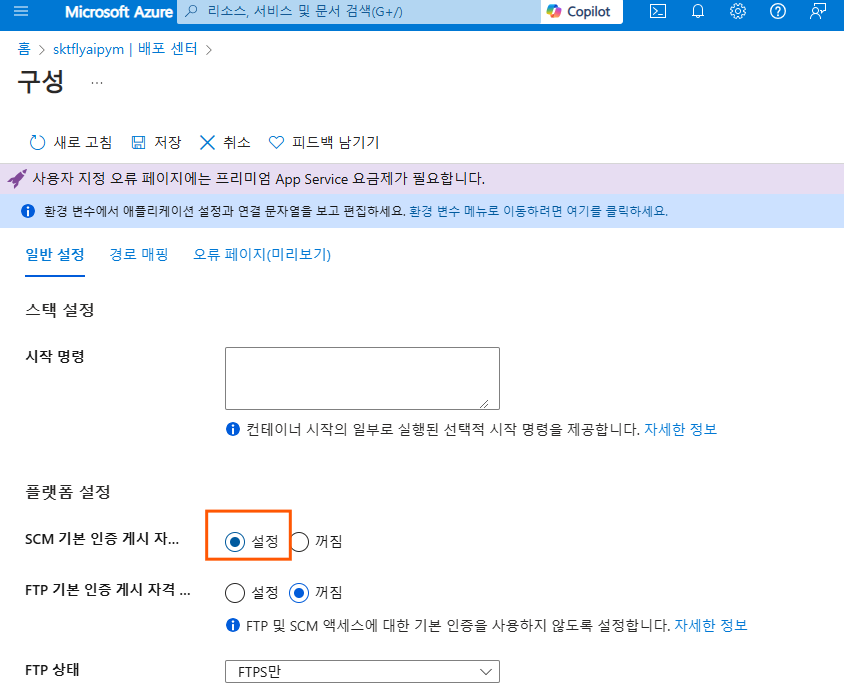 Microsoft Azure
리소스, 서비스 및 문서 검색(G+/)
Copilot
홈 > sktflyaipym | 배포 센터 >
구성 ...
새로 고침 저장 취소 피드백 남기기
사용자 지정 오류 페이지에는 프리미엄 App Service 요금제가 필요합니다.
환경 변수에서 애플리케이션 설정과 연결 문자열을 보고 편집하세요. 환경 변수 메뉴로 이동하려면 여기를 클릭하세요.
일반 설정 경로 매핑 오류 페이지(미리보기)
스택 설정
시작 명령
컨테이너 시작의 일부로 실행된 선택적 시작 명령을 제공합니다. 자세한 정보
플랫폼 설정
SCM 기본 인증 게시 자... 설정 꺼짐
FTP 기본 인증 게시 자격 ... 설정 꺼짐
FTP 및 SCM 액세스에 대한 기본 인증을 사용하지 않도록 설정합니다. 자세한 정보
FTP 상태 FTPS만